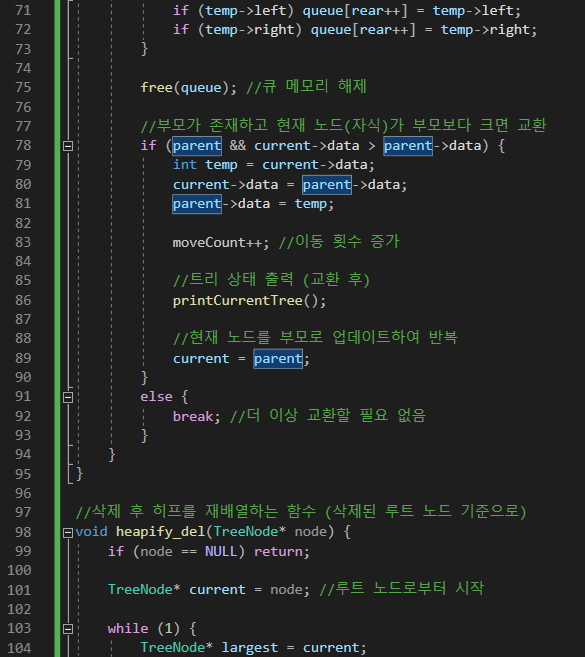 71 if (temp->left) queue[rear++] = temp->left;
72 if (temp->right) queue[rear++] = temp->right;
73 }
74
75 free(queue); //큐 메모리 해제
76
77 //부모가 존재하고 현재 노드(자식)가 부모보다 크면 교환
78 if (parent && current->data > parent->data) {
79 int temp = current->data;
80 current->data = parent->data;
81 parent->data = temp;
82
83 moveCount++; //이동 횟수 증가
84
85 //트리 상태 출력 (교환 후)
86 printCurrentTree();
87
88 //현재 노드를 부모로 업데이트하여 반복
89 current = parent;
90 }
91 else {
92 break; //더 이상 교환할 필요 없음
93 }
94 }
95 }
96
97 //삭제 후 히프를 재배열하는 함수 (삭제된 루트 노드 기준으로)
98 void heapify_del(TreeNode* node) {
99 if (node == NULL) return;
100
101 TreeNode* current = node; //루트 노드로부터 시작
102
103 while (1) {
104 TreeNode* largest = current;